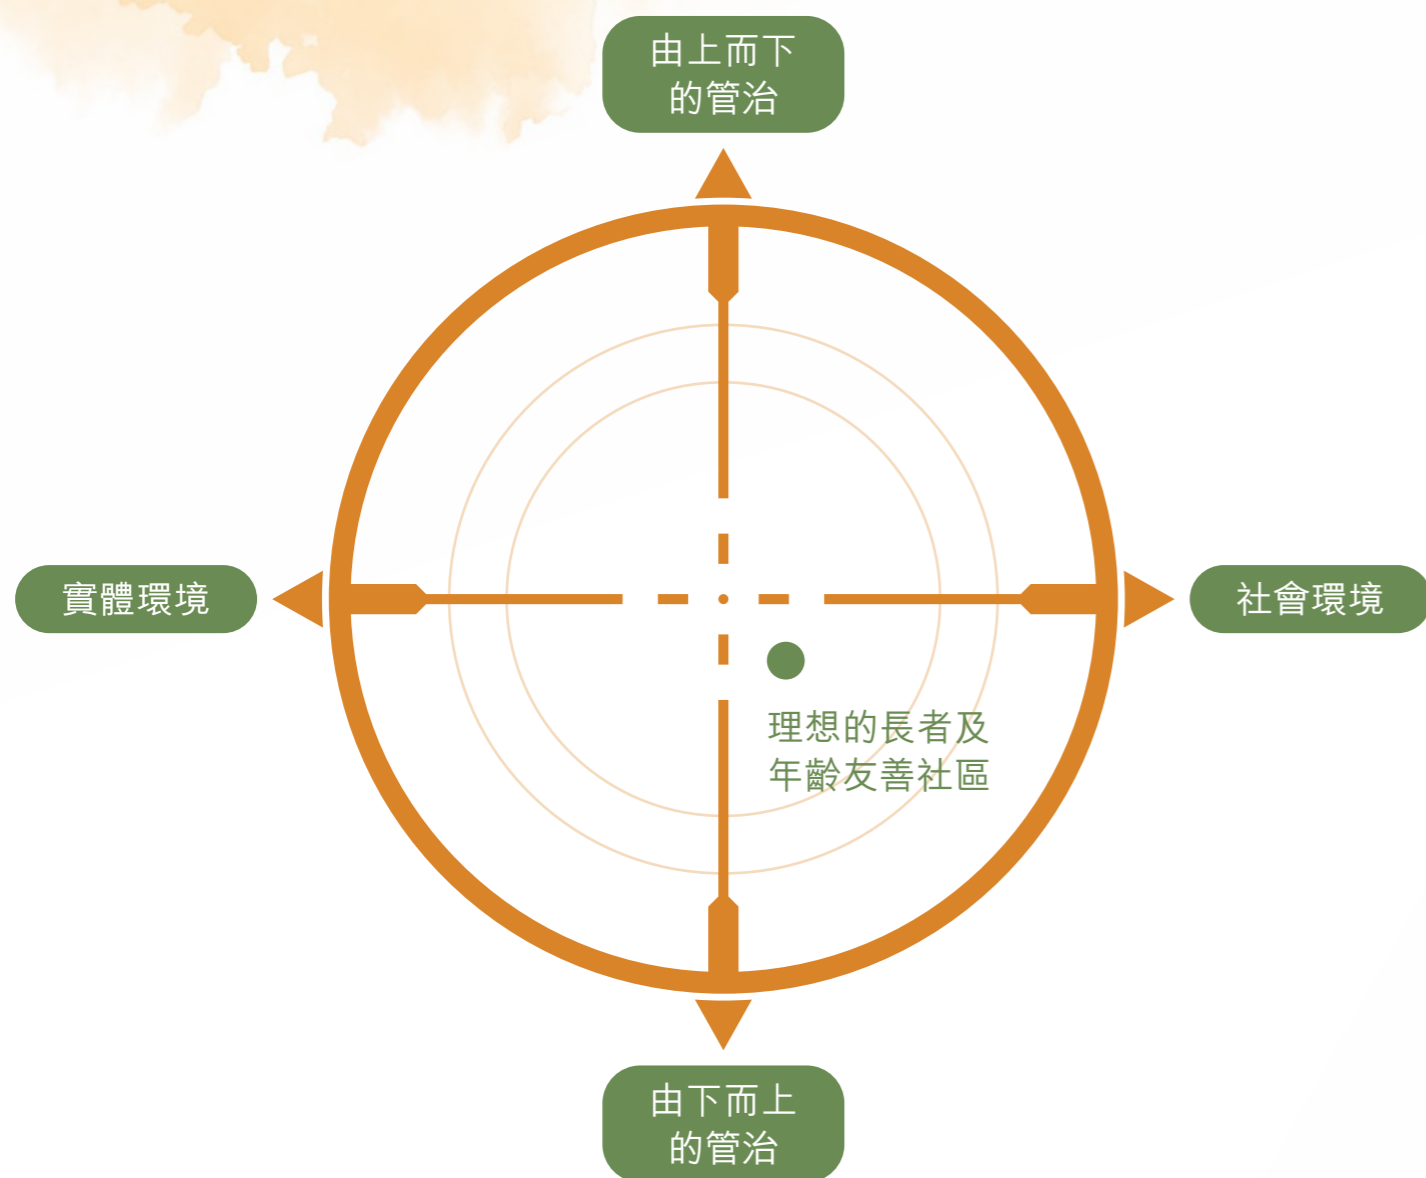 由上而下
的管治
實體環境
社會環境
理想的長者及
年齡友善社區
由下而上
的管治